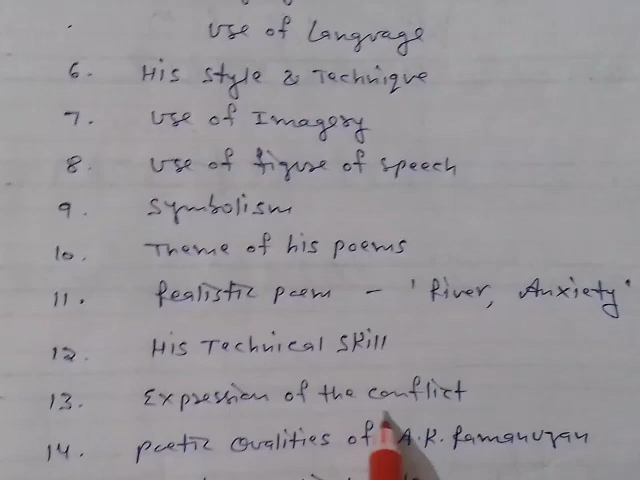 Use of Language
6. His Style & Technique
7. Use of Imagery
8. Use of figure of speech
9. Symbolism
10. Theme of his poems
11. Realistic poem - 'River, Anxiety'
12. His Technical Skill
13. Expression of the conflict
14. Poetic Qualities of A.K. Ramanujan